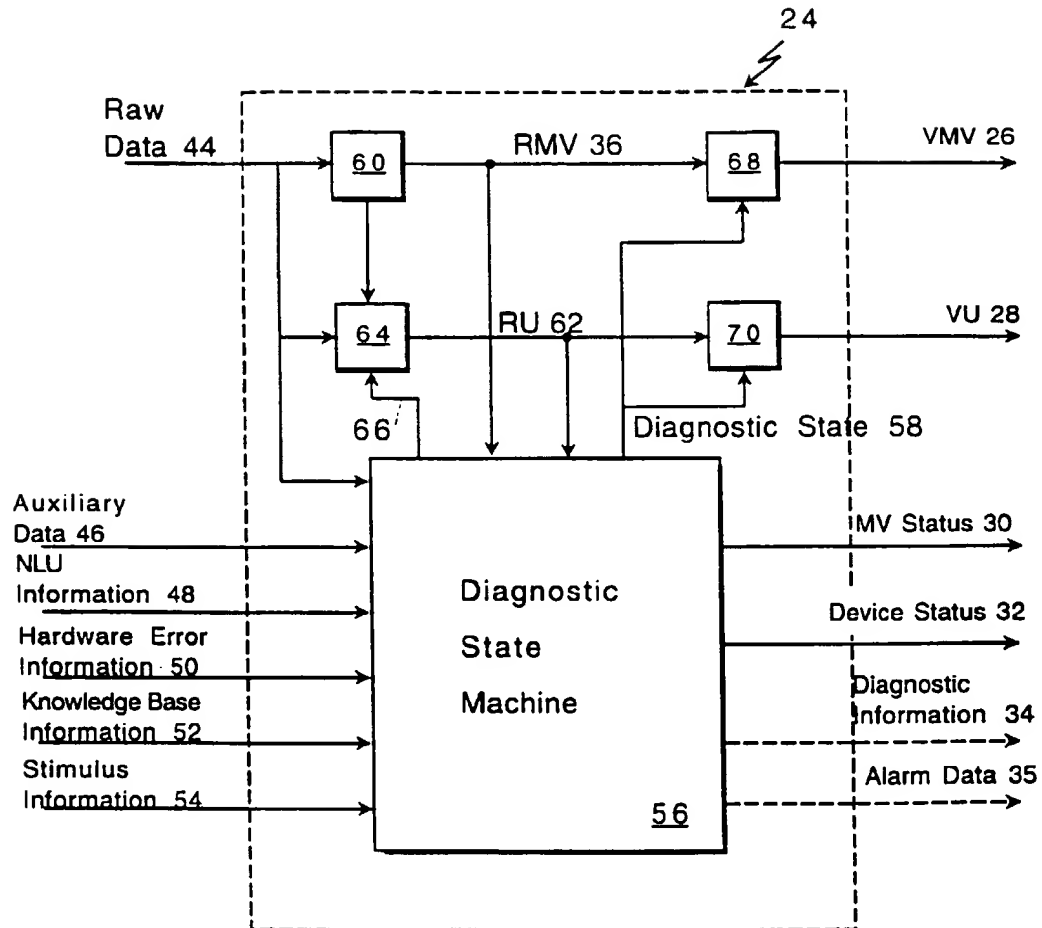 24
Raw
Data 44
60
RMV 36
68
VMV 26
64
RU 62
70
VU 28
66
Diagnostic State 58
Auxiliary
Data 46
NLU
Information 48
Hardware Error
Information 50
Knowledge Base
Information 52
Stimulus
Information 54
Diagnostic
State
Machine
56
MV Status 30
Device Status 32
Diagnostic
Information 34
Alarm Data 35